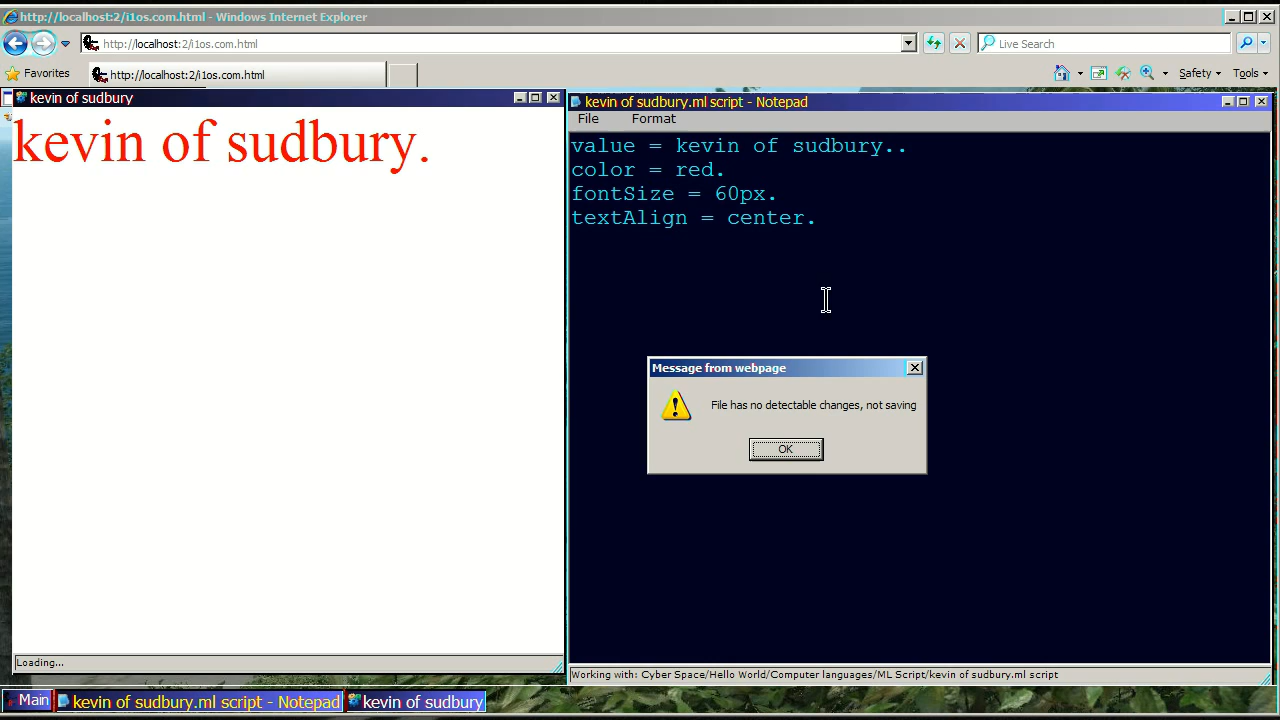 http://localhost:2/i1os.com.html - Windows Internet Explorer
http://localhost:2/i1os.com.html
Live Search
Favorites
http://localhost:2/i1os.com.html
Safety
Tools
kevin of sudbury
kevin of sudbury.
Loading...
kevin of sudbury.ml script - Notepad
File Format
value = kevin of sudbury..
color = red.
fontSize = 60px.
textAlign = center.
Message from webpage
File has no detectable changes, not saving
OK
Working with: Cyber Space/Hello World/Computer languages/ML Script/kevin of sudbury.ml script
Main
kevin of sudbury.ml script - Notepad
kevin of sudbury